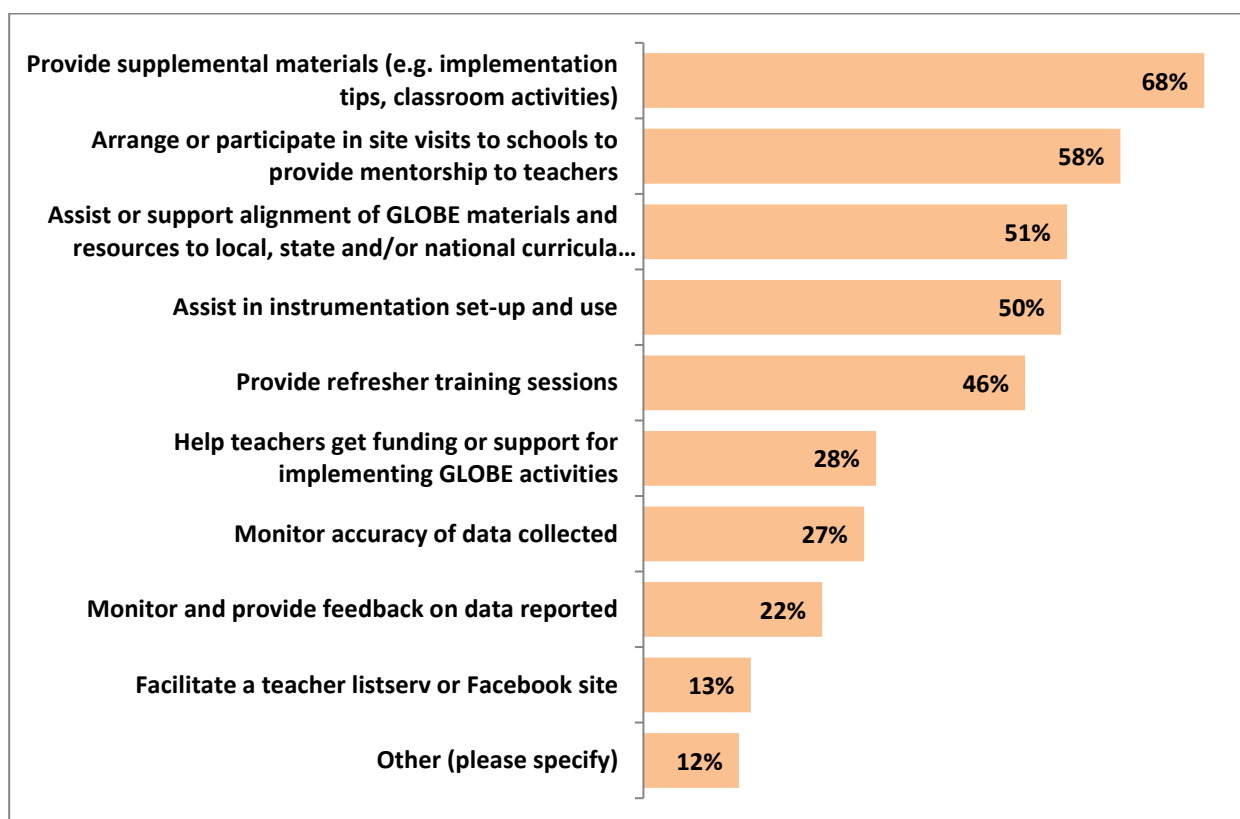 Provide supplemental materials (e.g. implementation
tips, classroom activities)
68%
Arrange or participate in site visits to schools to
provide mentorship to teachers
58%
Assist or support alignment of GLOBE materials and
resources to local, state and/or national curricula…
51%
Assist in instrumentation set-up and use
50%
Provide refresher training sessions
46%
Help teachers get funding or support for
implementing GLOBE activities
28%
Monitor accuracy of data collected
27%
Monitor and provide feedback on data reported
22%
Facilitate a teacher listserv or Facebook site
13%
Other (please specify)
12%